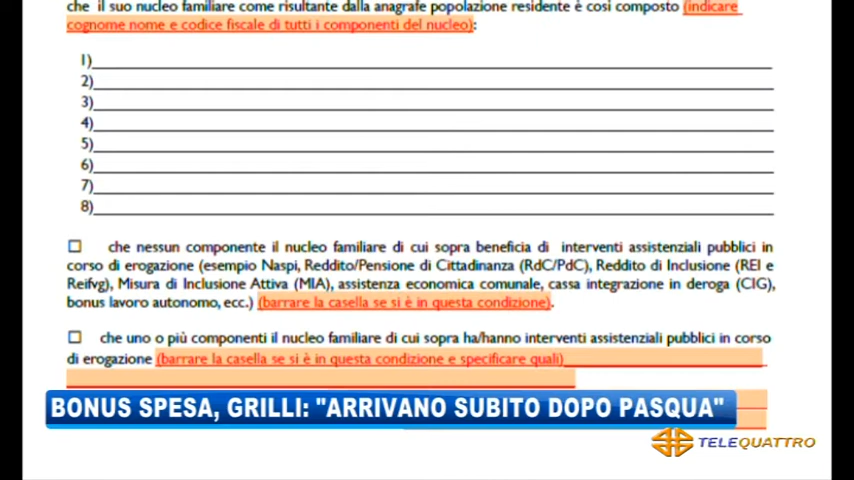 che il suo nucleo familiare come risultante dalla anagrafe popolazione residente è così composto (indicare
cognome nome e codice fiscale di tutti i componenti del nucleo):
1)
2)
3)
4)
5)
6)
7)
8)
che nessun componente il nucleo familiare di cui sopra beneficia di interventi assistenziali pubblici in
corso di erogazione (esempio Naspi, Reddito/Pensione di Cittadinanza (RdC/PdC), Reddito di Inclusione (REI e
Reifvg), Misura di Inclusione Attiva (MIA), assistenza economica comunale, cassa integrazione in deroga (CIG),
bonus lavoro autonomo, ecc.) (barrare la casella se si è in questa condizione).
che uno o più componenti il nucleo familiare di cui sopra ha/hanno interventi assistenziali pubblici in corso
di erogazione (barrare la casella se si è in questa condizione e specificare quali)
BONUS SPESA, GRILLI: "ARRIVANO SUBITO DOPO PASQUA"
TELEQUATTRO